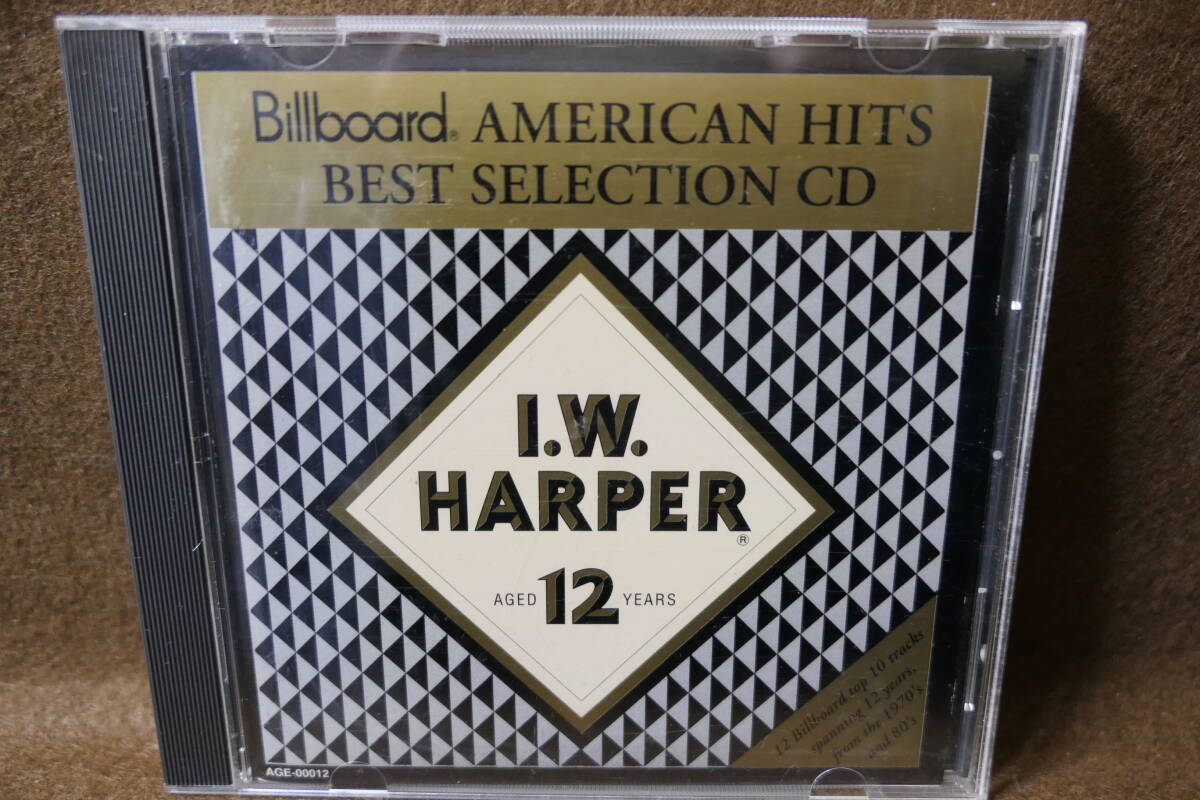 Billboard® AMERICAN HITS
BEST SELECTION CD
I.W.
HARPER®
AGED 12 YEARS
12 Billboard top 10 tracks
spanning 12 years,
from the 1970's
and 80's
AGE-00012